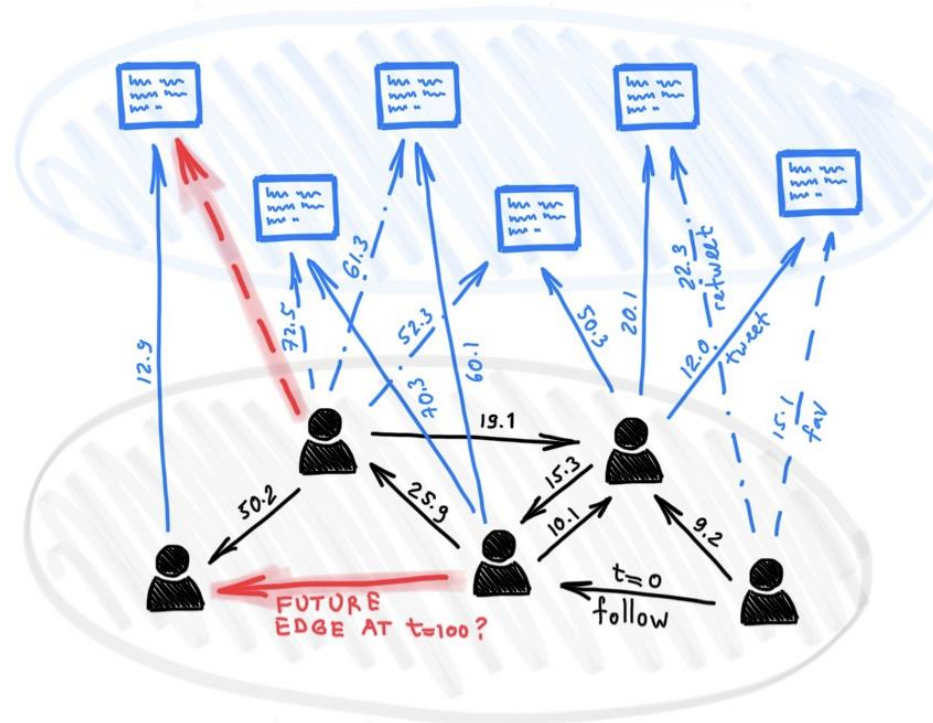 61.3
22.3
retweet
72.5
52.3
50.3
20.1
12.9
12.0
tweet
70.3
60.1
15.1
fav
19.1
15.3
50.2
25.9
10.1
9.2
t=0
follow
FUTURE
EDGE AT t=100?